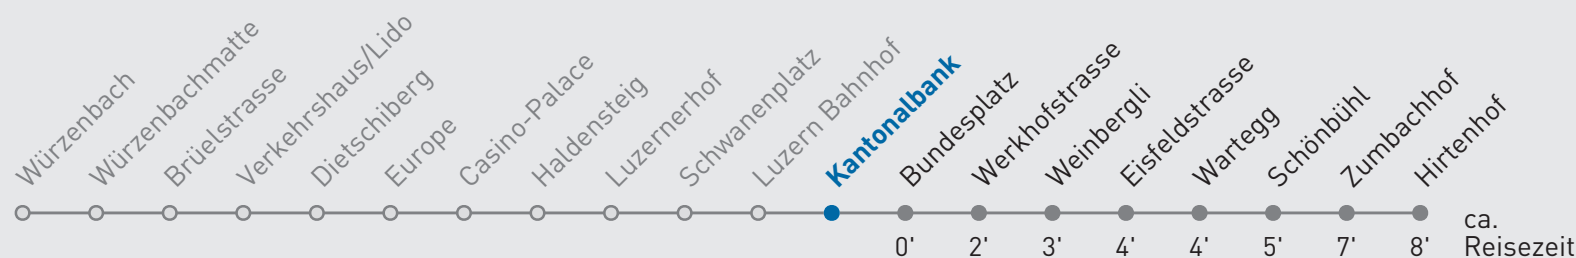 Würzenbach
Würzenbachmatte
Brüelstrasse
Verkehrshaus/Lido
Dietschiberg
Europe
Casino-Palace
Haldensteig
Luzernerhof
Schwanenplatz
Luzern Bahnhof
Kantonalbank
Bundesplatz
Werkhofstrasse
Weinbergli
Eisfeldstrasse
Wartegg
Schönbühl
Zumbachhof
Hirtenhof
0' 2' 3' 4' 4' 5' 7' 8'
ca.
Reisezeit